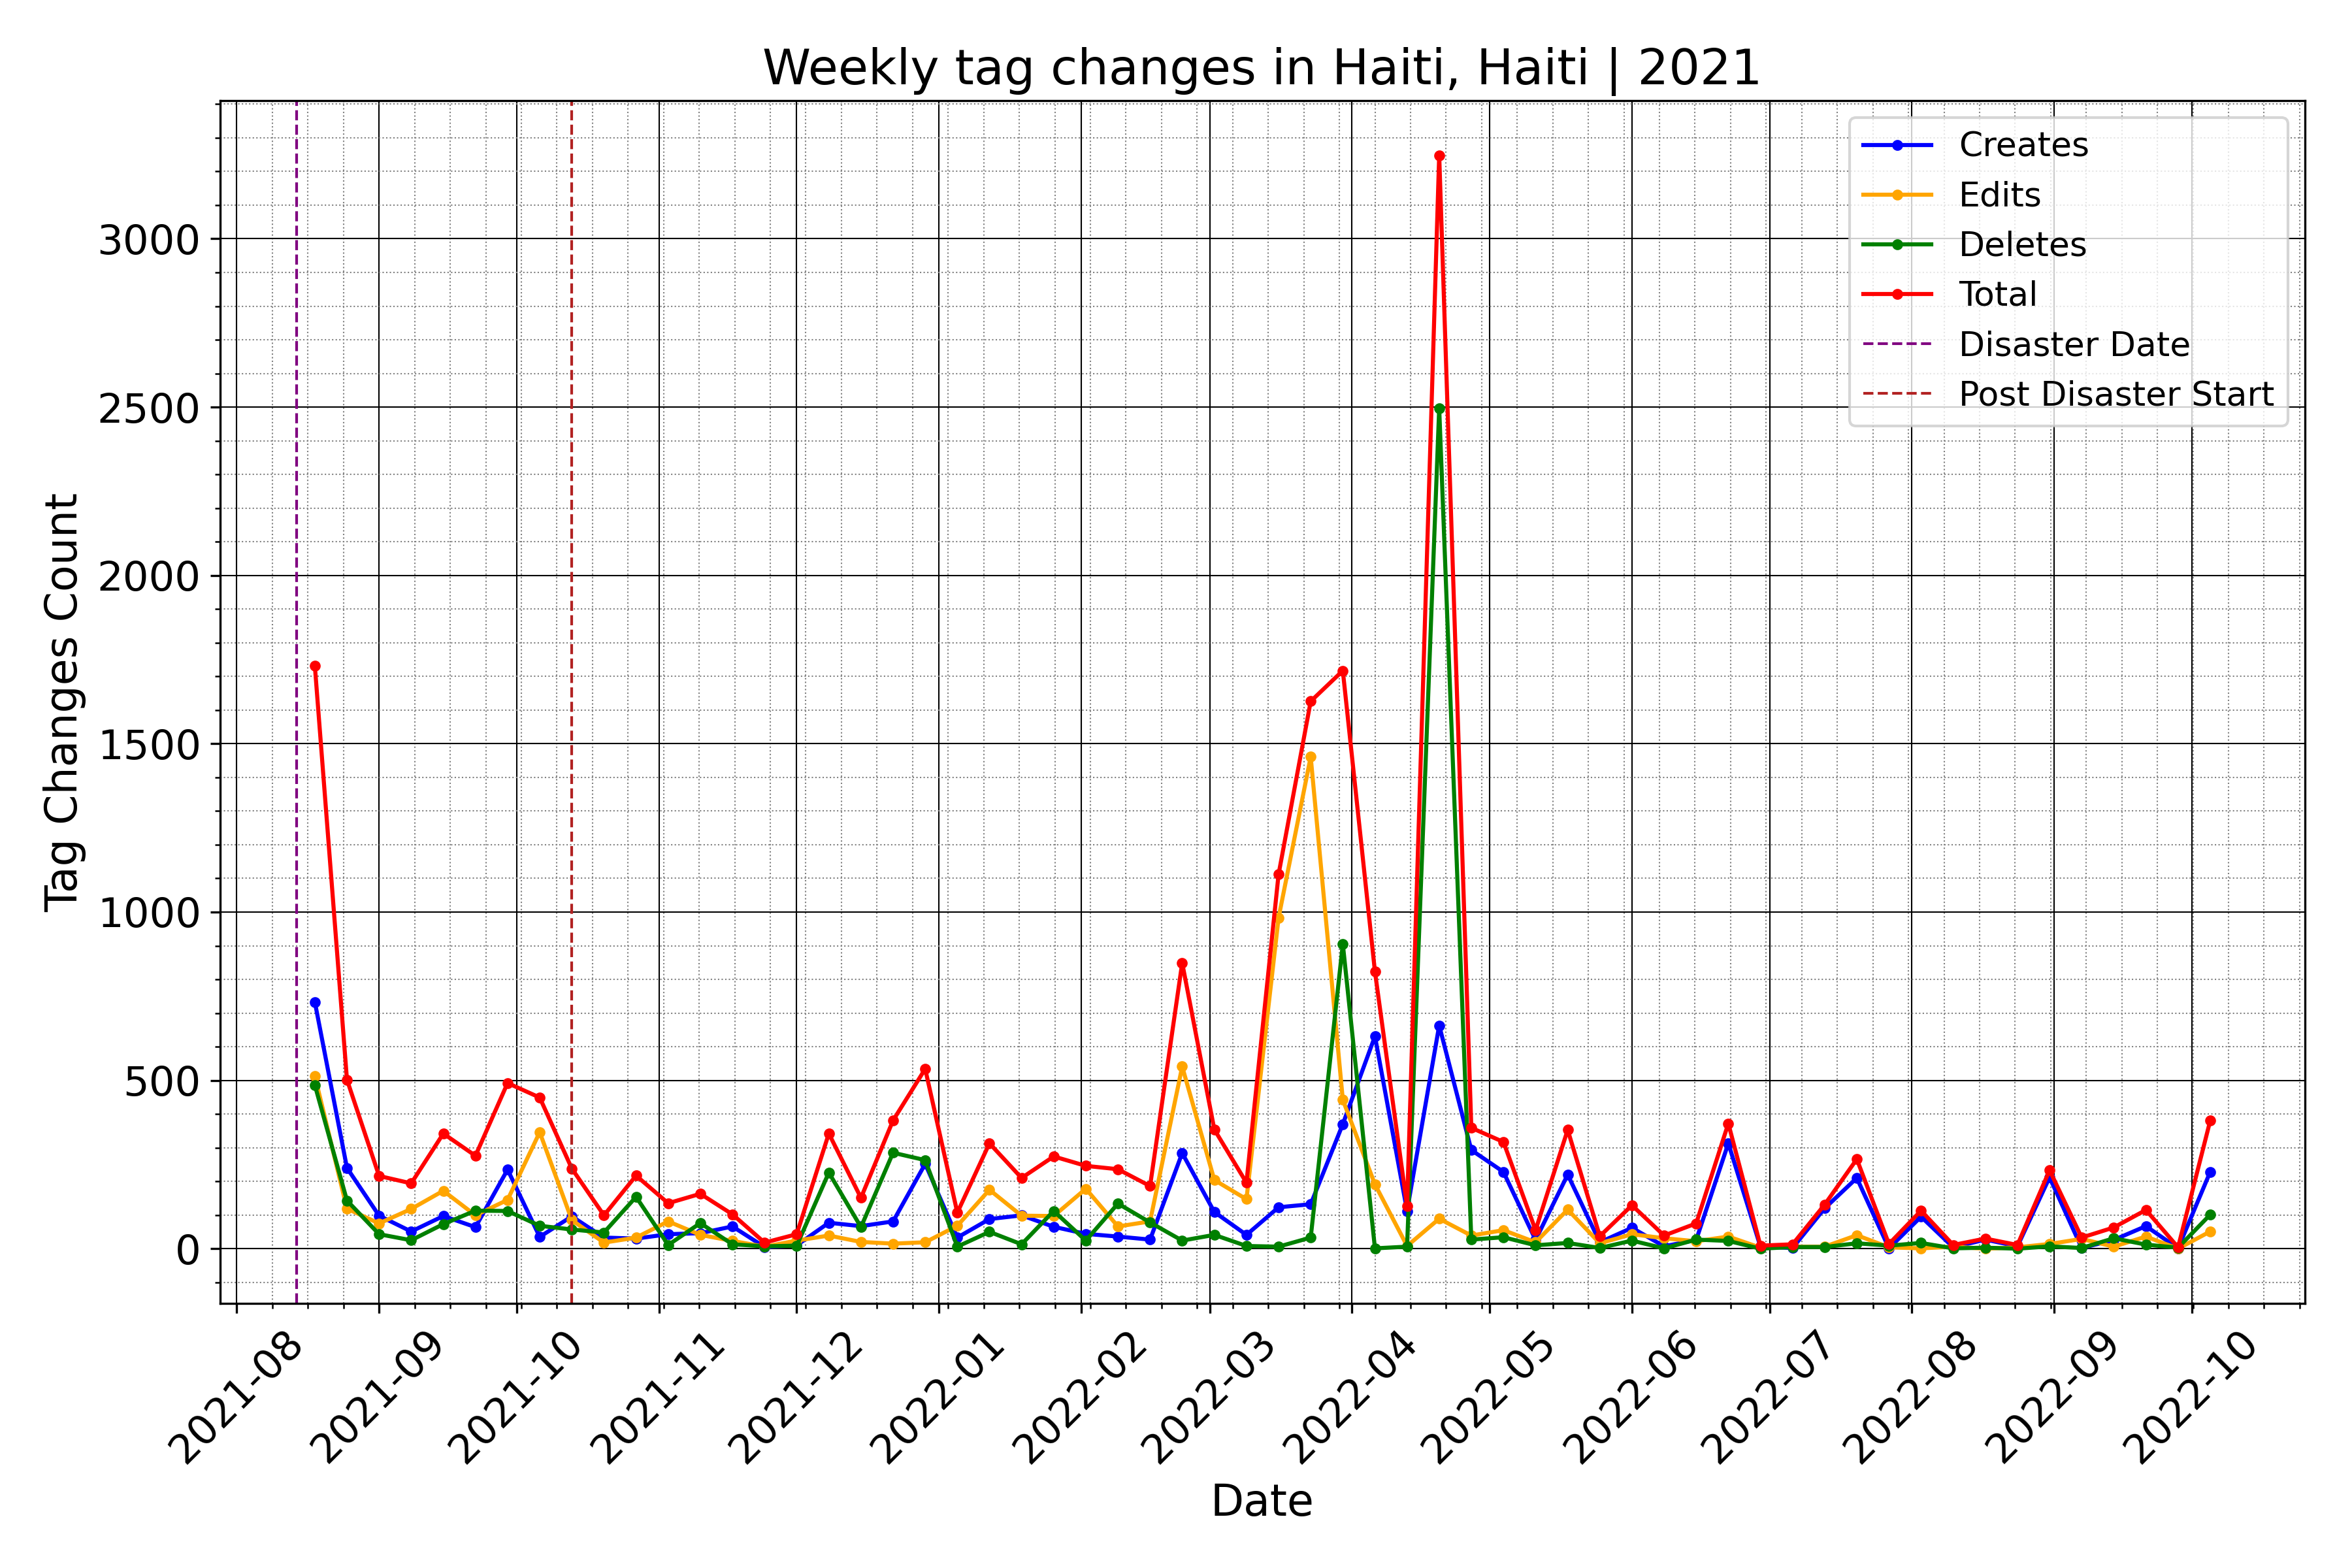 Weekly tag changes in Haiti, Haiti | 2021
Creates
Edits
Deletes
Total
Disaster Date
Post Disaster Start
Tag Changes Count
3000
2500
2000
1500
1000
500
0
2021-08
2021-09
2021-10
2021-11
2021-12
2022-01
2022-02
2022-03
2022-04
2022-05
2022-06
2022-07
2022-08
2022-09
2022-10
Date